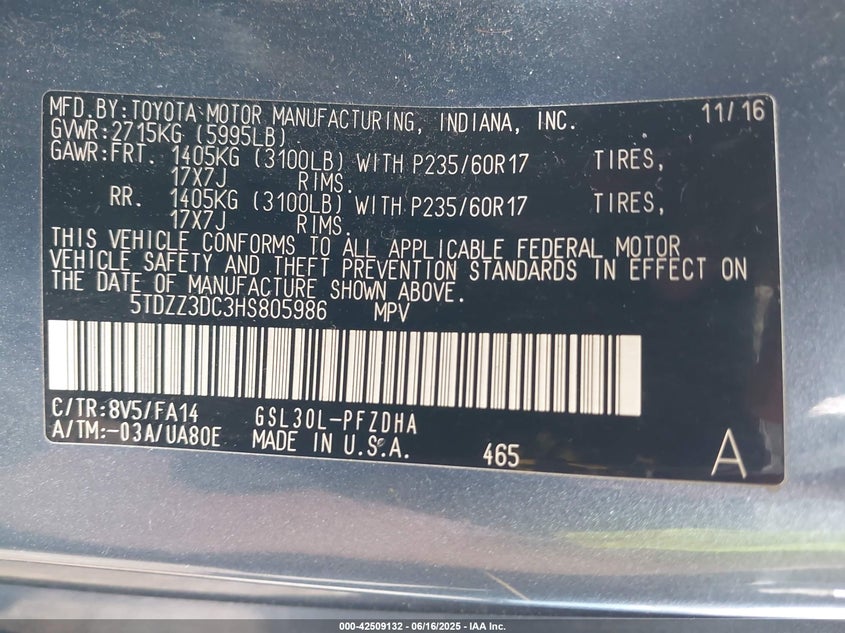 MFD.BY:TOYOTA MOTOR MANUFACTURING, INDIANA, INC. 11/16
GVWR:2715KG (5995LB)
GAWR:FRT. 1405KG (3100LB) WITH P235/60R17 TIRES,
17X7J RIMS.
RR. 1405KG (3100LB) WITH P235/60R17 TIRES,
17X7J RIMS.
THIS VEHICLE CONFORMS TO ALL APPLICABLE FEDERAL MOTOR
VEHICLE SAFETY AND THEFT PREVENTION STANDARDS IN EFFECT ON
THE DATE OF MANUFACTURE SHOWN ABOVE.
5TDZZ3DC3HS805986 MPV
C/TR:8V5/FA14 GSL30L-PFZDHA
A/TM:-03A/UA80E MADE IN U.S.A. 465 A
000-42509132 - 06/16/2025 - IAA Inc.